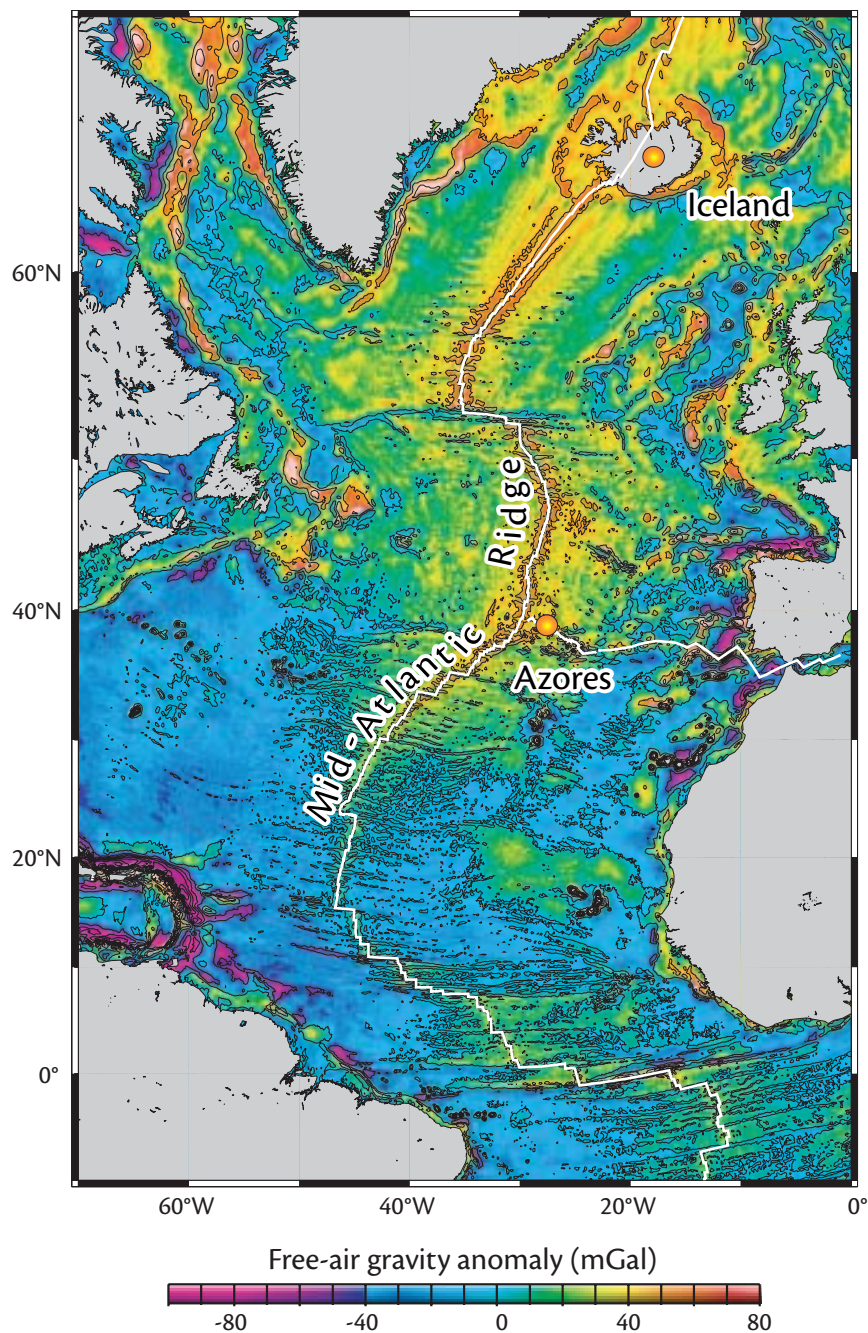 Iceland
60°N
Ridge
40°N
Azores
Mid-Atlantic
20°N
0°
60°W 40°W 20°W 0°
Free-air gravity anomaly (mGal)
-80 -40 0 40 80